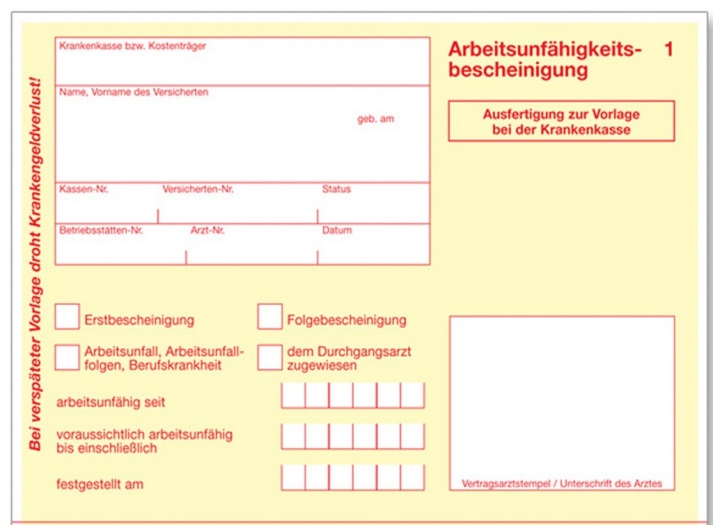 Bei verspäteter Vorlage droht Krankengeldverlust!
Krankenkasse bzw. Kostenträger
Name, Vorname des Versicherten
geb. am
Kassen-Nr. Versicherten-Nr. Status
Betriebsstätten-Nr. Arzt-Nr. Datum
Arbeitsunfähigkeits- 1
bescheinigung
Ausfertigung zur Vorlage
bei der Krankenkasse
Erstbescheinigung
Folgebescheinigung
Arbeitsunfall, Arbeitsunfall-
folgen, Berufskrankheit
dem Durchgangsarzt
zugewiesen
arbeitsunfähig seit
voraussichtlich arbeitsunfähig
bis einschließlich
festgestellt am
Vertragsarztstempel / Unterschrift des Arztes